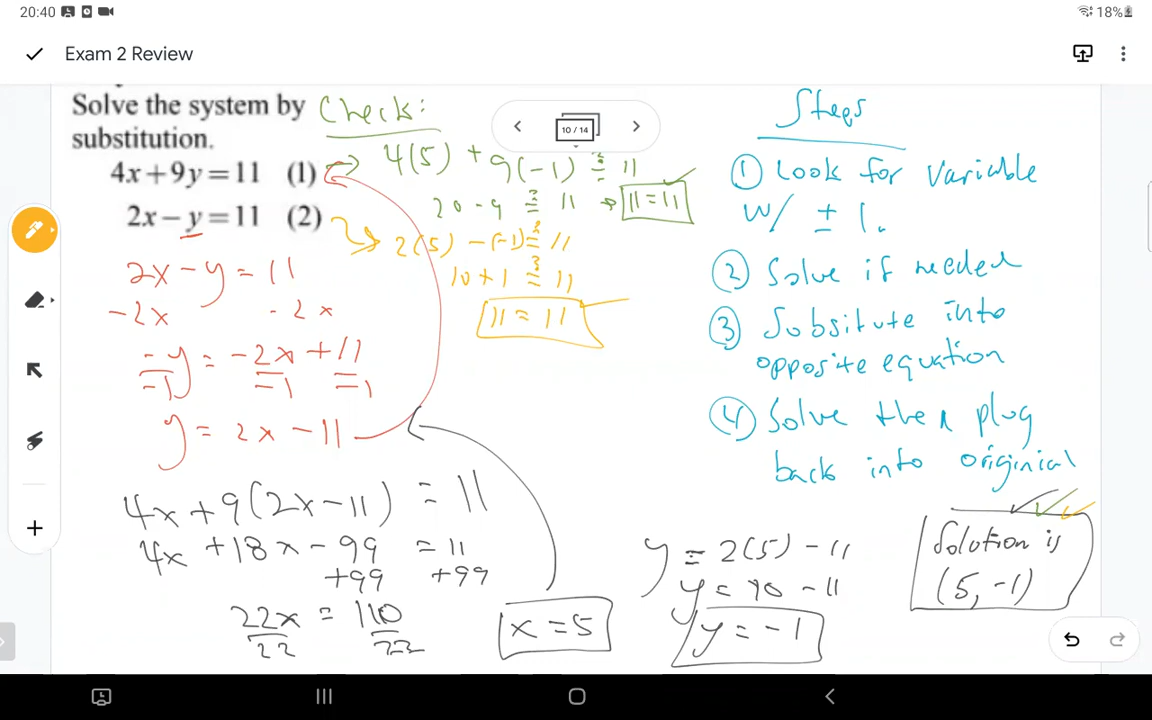 20:40
18%
Exam 2 Review
10 / 14
Solve the system by
substitution.
4x+9y=11 (1)
2x−y=11 (2)
2x - y = 11
-2x -2x
-y = -2x + 11
-1 -1 -1
y = 2x - 11
4x + 9(2x - 11) = 11
4x + 18x - 99 = 11
+99 +99
22x = 110
22 22
x = 5
y = 2(5) - 11
y = 10 - 11
y = -1
Solution is
(5, -1)
Check:
4(5) + 9(-1) ≟ 11
20 - 9 ≟ 11 → 11 = 11
2(5) - (-1) ≟ 11
10 + 1 ≟ 11
11 = 11
Steps
① Look for variable
w/ ± 1.
② Solve if needed
③ Subsitute into
opposite equation
④ Solve then plug
back into originial